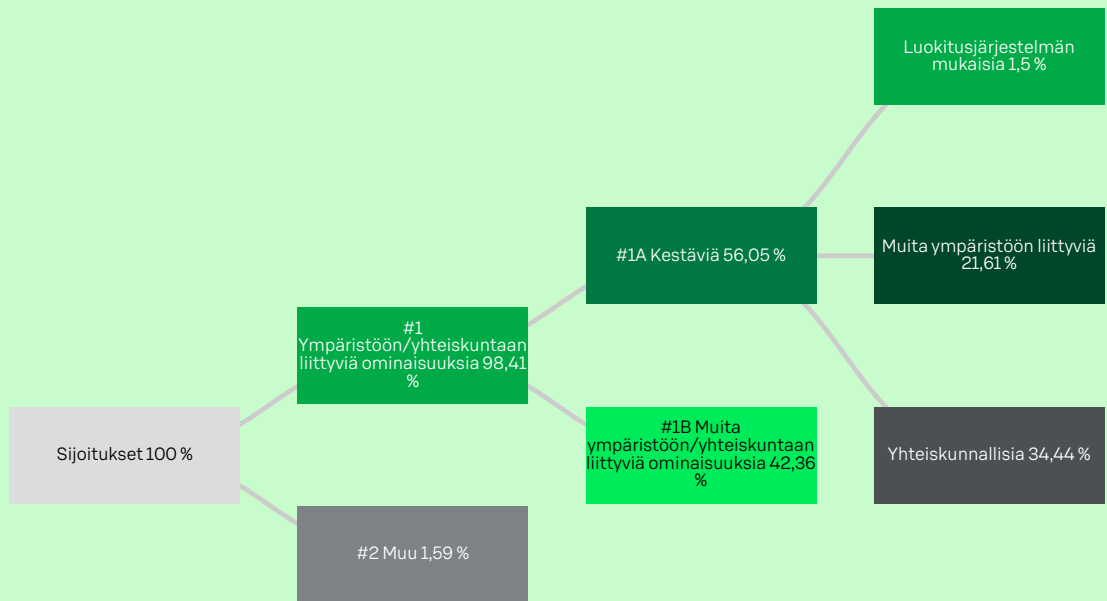 Luokitusjärjestelmän
mukaisia 1,5 %
#1A Kestäviä 56,05 %
Muita ympäristöön liittyviä
21,61 %
#1
Ympäristöön/yhteiskuntaan
liittyviä ominaisuuksia 98,41
%
Sijoitukset 100 %
#1B Muita
ympäristöön/yhteiskuntaan
liittyviä ominaisuuksia 42,36
%
Yhteiskunnallisia 34,44 %
#2 Muu 1,59 %